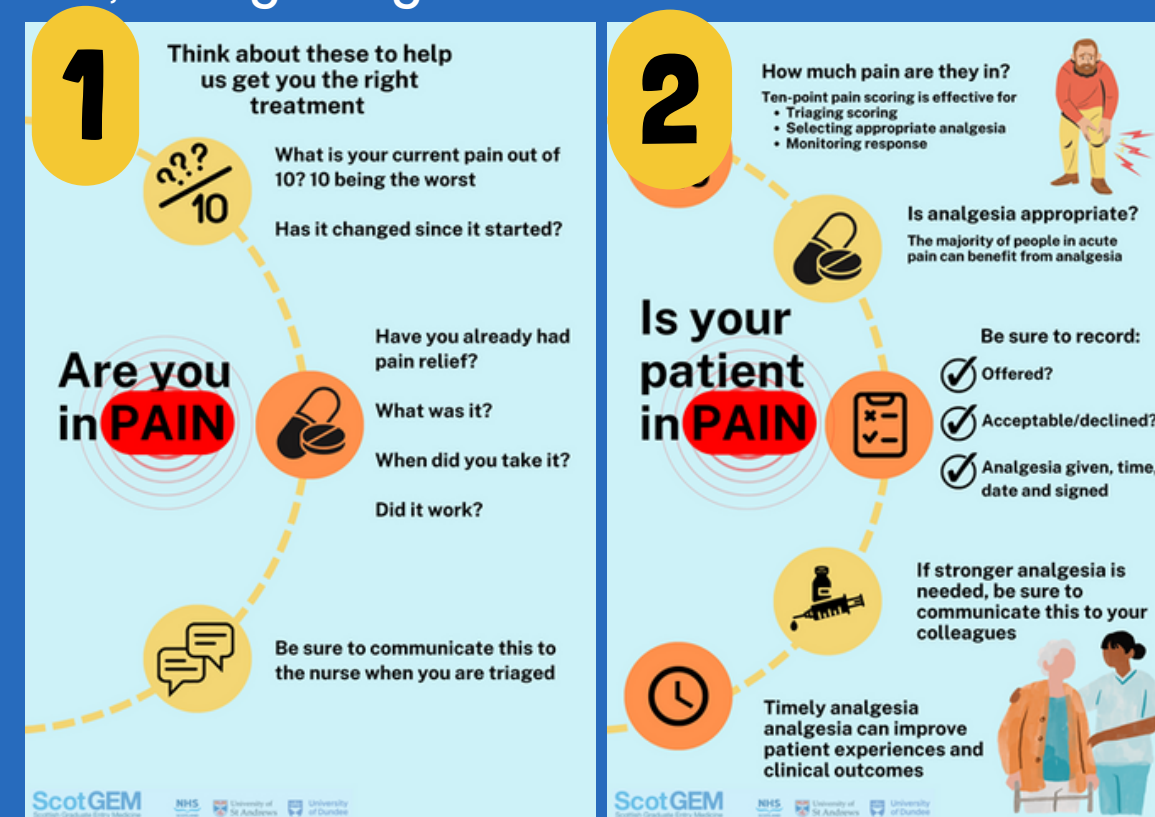 1
Think about these to help
us get you the right
treatment
???
10
What is your current pain out of
10? 10 being the worst
Has it changed since it started?
Are you
in PAIN
Have you already had
pain relief?
What was it?
When did you take it?
Did it work?
Be sure to communicate this to
the nurse when you are triaged
ScotGEM
Scottish Graduate Entry Medicine
NHS
University of
St Andrews
University
of Dundee
2
How much pain are they in?
Ten-point pain scoring is effective for
• Triaging scoring
• Selecting appropriate analgesia
• Monitoring response
Is analgesia appropriate?
The majority of people in acute
pain can benefit from analgesia
Is your
patient
in PAIN
Be sure to record:
Offered?
Acceptable/declined?
Analgesia given, time,
date and signed
If stronger analgesia is
needed, be sure to
communicate this to your
colleagues
Timely analgesia
analgesia can improve
patient experiences and
clinical outcomes
ScotGEM
Scottish Graduate Entry Medicine
NHS
University of
St Andrews
University
of Dundee